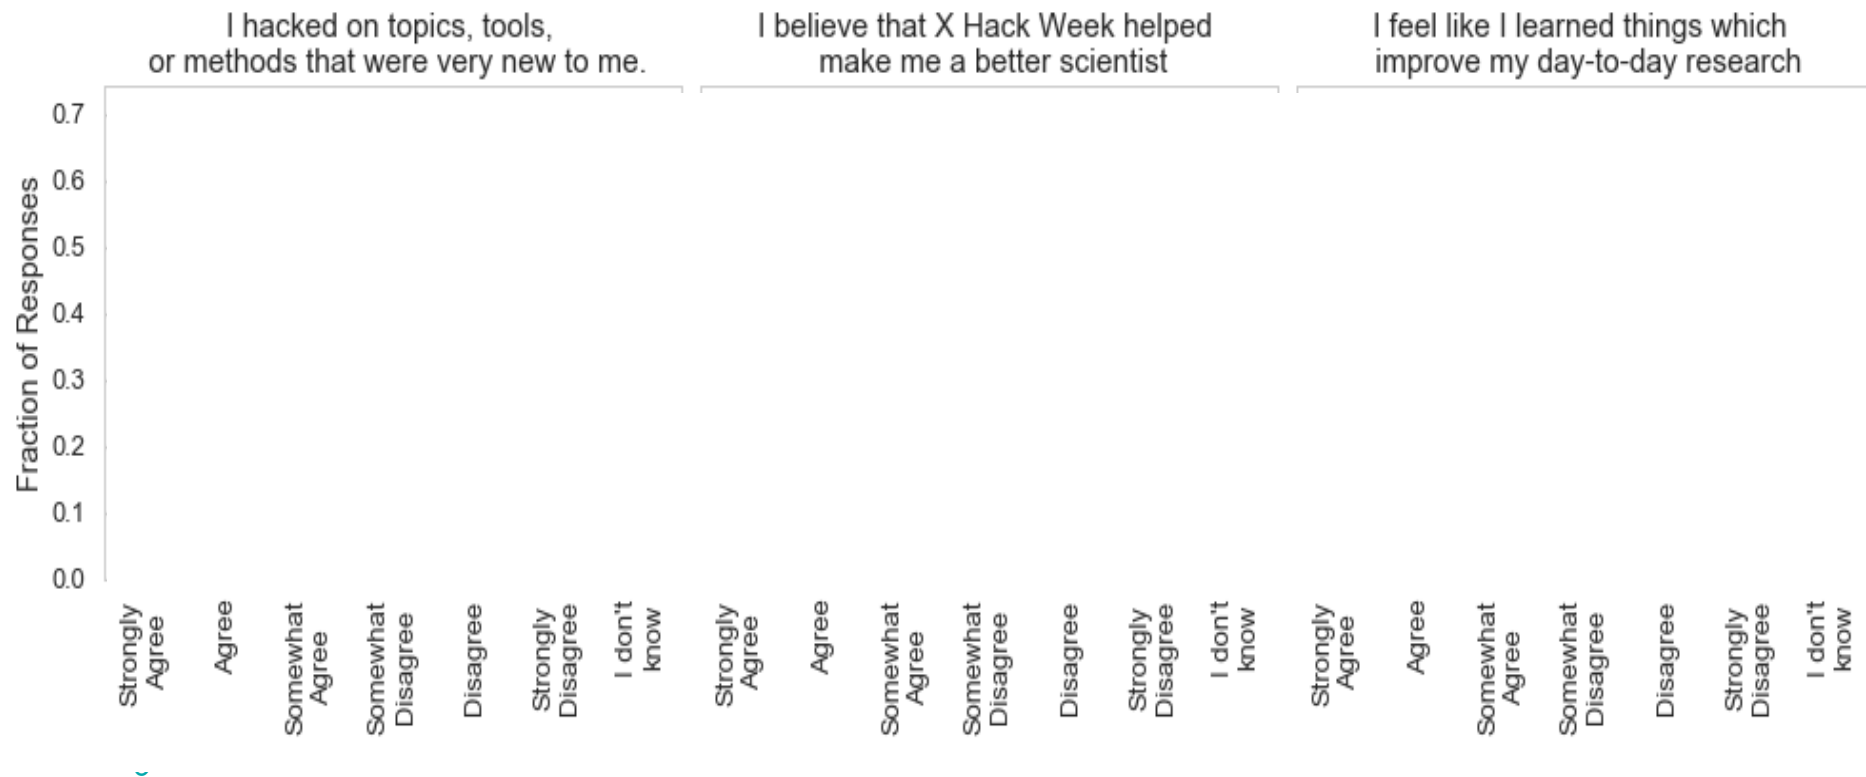 I hacked on topics, tools,
or methods that were very new to me.
I believe that X Hack Week helped
make me a better scientist
I feel like I learned things which
improve my day-to-day research
Fraction of Responses
0.7
0.6
0.5
0.4
0.3
0.2
0.1
0.0
Strongly
Agree
Agree
Somewhat
Agree
Somewhat
Disagree
Disagree
Strongly
Disagree
I don't
know
Strongly
Agree
Agree
Somewhat
Agree
Somewhat
Disagree
Disagree
Strongly
Disagree
I don't
know
Strongly
Agree
Agree
Somewhat
Agree
Somewhat
Disagree
Disagree
Strongly
Disagree
I don't
know